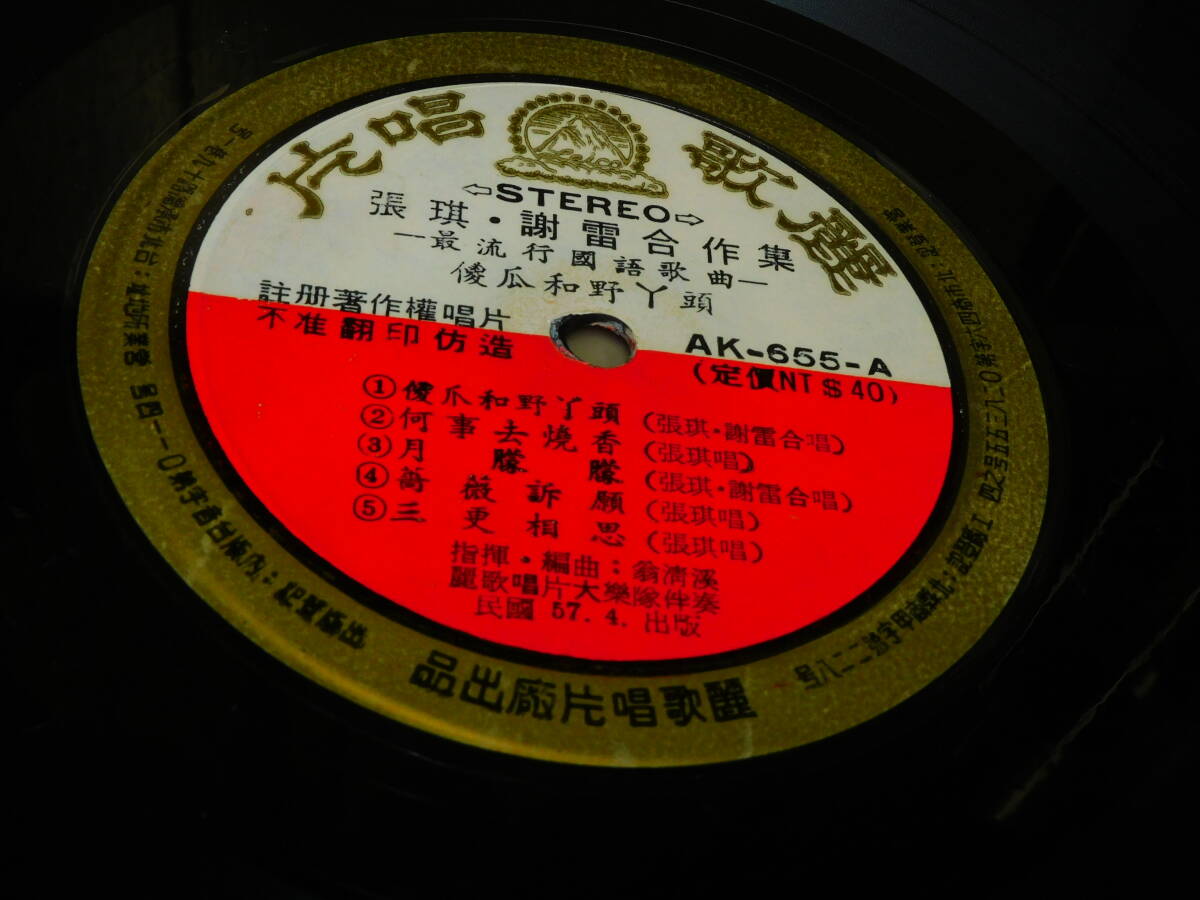 麗歌唱片
⇦STEREO⇨
張琪・謝雷合作集
—最流行國語歌曲—
傻瓜和野丫頭
註册著作權唱片
不准翻印仿造
AK-655-A
(定價NT$40)
①傻瓜和野丫頭(張琪・謝雷合唱)
②何事去燒香(張琪唱)
③月朦朦(張琪・謝雷合唱)
④薔薇訴願(張琪唱)
⑤三更相思(張琪唱)
指揮・編曲：翁清溪
麗歌唱片大樂隊伴奏
民國57.4.出版
麗歌唱片廠出品